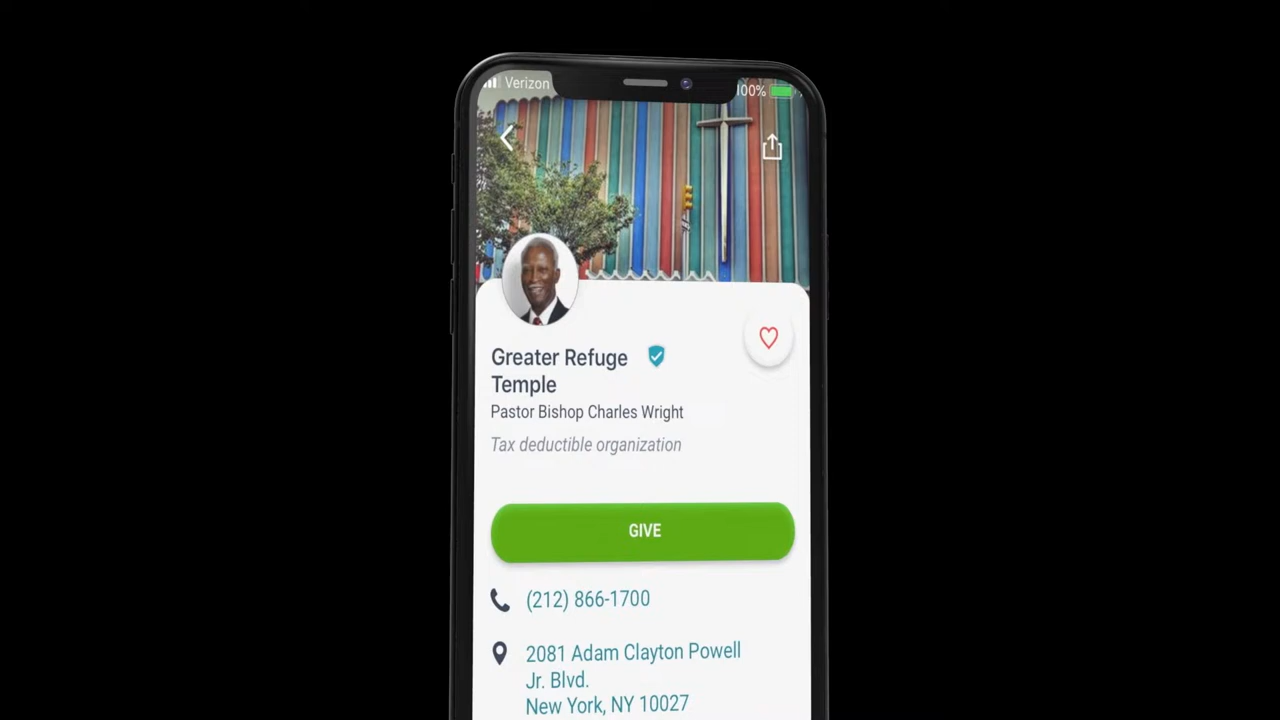 Verizon
100%
Greater Refuge
Temple
Pastor Bishop Charles Wright
Tax deductible organization
GIVE
(212) 866-1700
2081 Adam Clayton Powell
Jr. Blvd.
New York, NY 10027